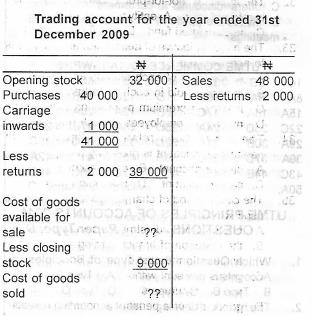 Trading account for the year ended 31st
December 2009
₦ ₦
Opening stock 32 000 Sales 48 000
Purchases 40 000 Less returns 2 000
Carriage
inwards 1 000
41 000
Less
returns 2 000 39 000
Cost of goods
available for
sale ??
Less closing
stock 9 000
Cost of goods
sold ??